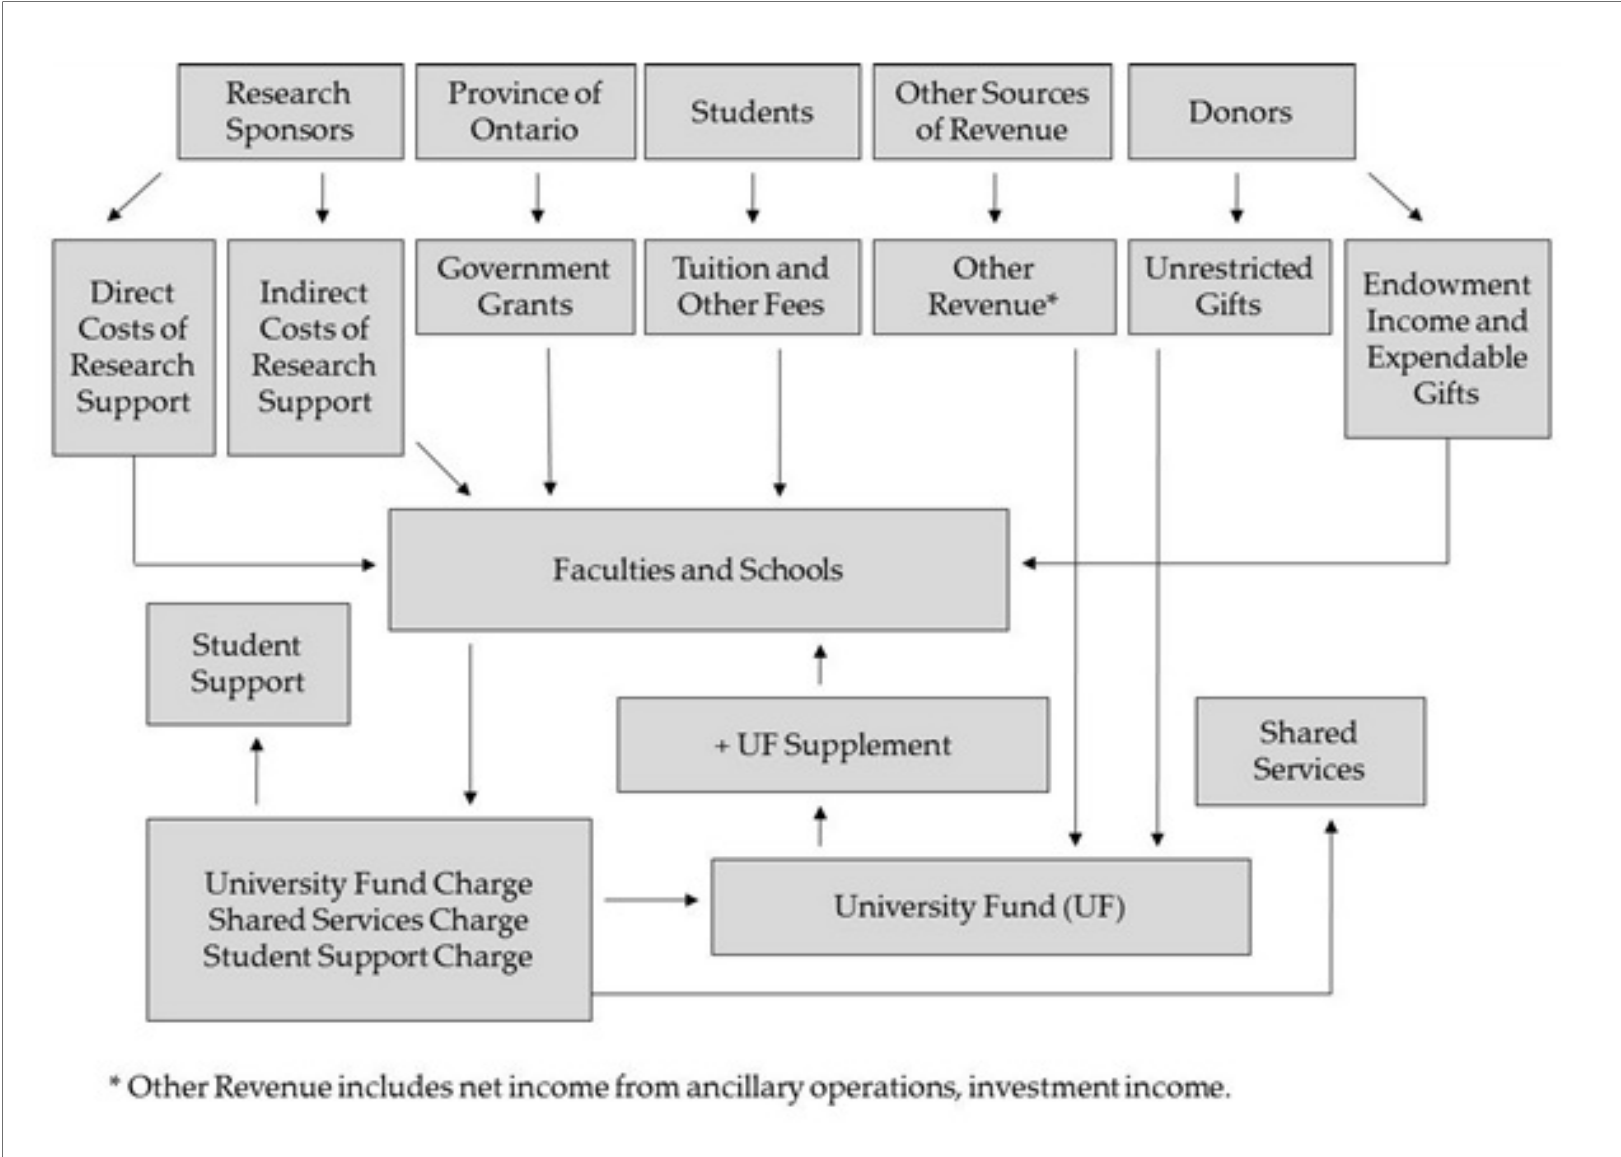 Research
Sponsors
Province of
Ontario
Students
Other Sources
of Revenue
Donors
Direct
Costs of
Research
Support
Indirect
Costs of
Research
Support
Government
Grants
Tuition and
Other Fees
Other
Revenue*
Unrestricted
Gifts
Endowment
Income and
Expendable
Gifts
Faculties and Schools
Student
Support
+ UF Supplement
Shared
Services
University Fund Charge
Shared Services Charge
Student Support Charge
University Fund (UF)
* Other Revenue includes net income from ancillary operations, investment income.